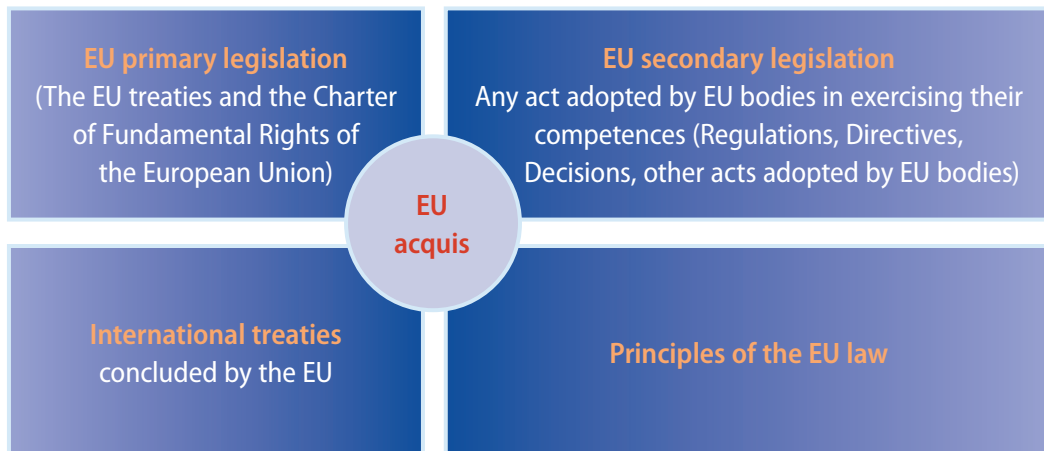 EU primary legislation
(The EU treaties and the Charter
of Fundamental Rights of
the European Union)
EU secondary legislation
Any act adopted by EU bodies in exercising their
competences (Regulations, Directives,
Decisions, other acts adopted by EU bodies)
EU
acquis
International treaties
concluded by the EU
Principles of the EU law